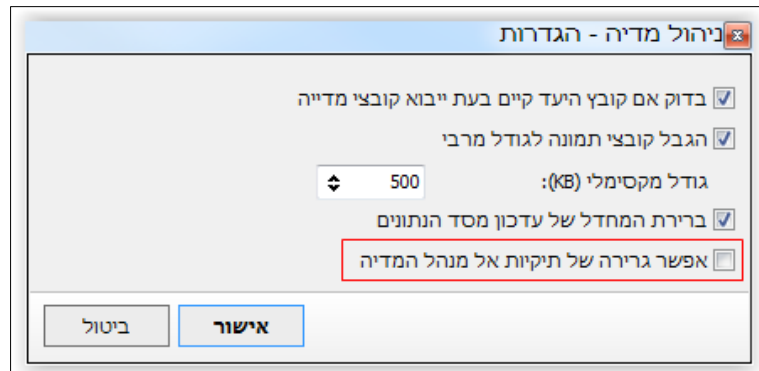 ניהול מדיה - הגדרות
בדוק אם קובץ היעד קיים בעת ייבוא קובצי מדייה
הגבל קובצי תמונה לגודל מרבי
גודל מקסימלי (KB): 500
ברירת המחדל של עדכון מסד הנתונים
אפשר גרירה של תיקיות אל מנהל המדיה
אישור ביטול